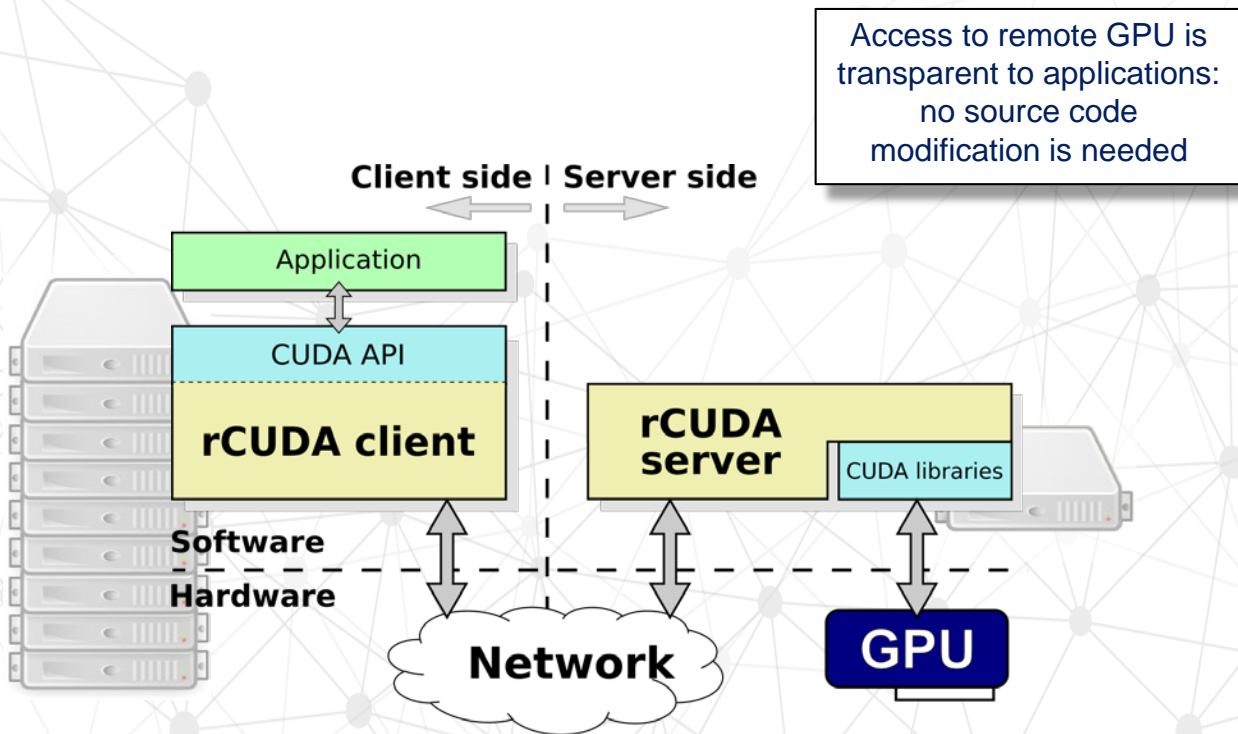 Access to remote GPU is
transparent to applications:
no source code
modification is needed
Client side
Server side
Application
CUDA API
rCUDA client
rCUDA
server
CUDA libraries
Software
Hardware
Network
GPU